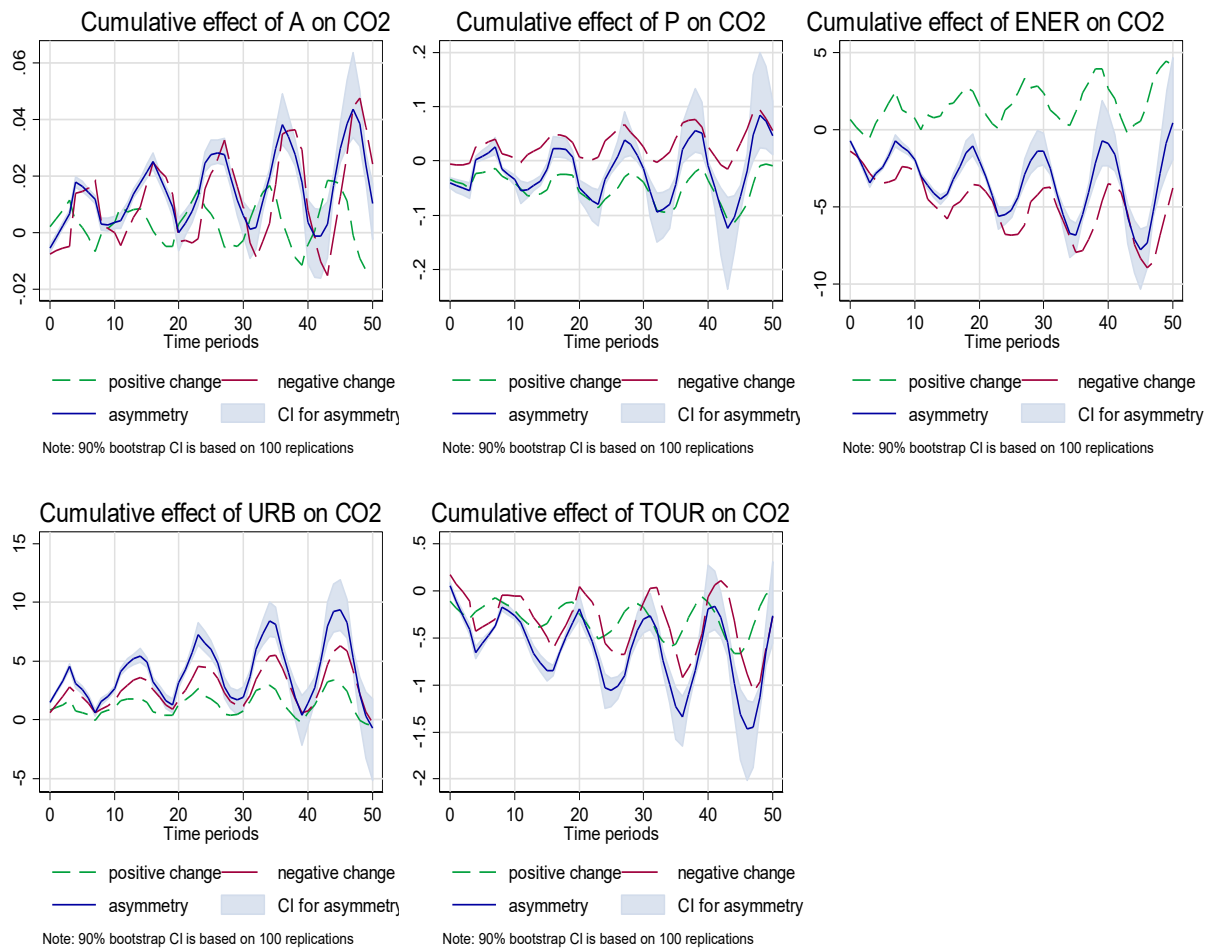 Cumulative effect of A on CO2
.06
.04
.02
0
-.02
0 10 20 30 40 50
Time periods
positive change
negative change
asymmetry
CI for asymmetry
Note: 90% bootstrap CI is based on 100 replications
Cumulative effect of P on CO2
.2
.1
0
-.1
-.2
0 10 20 30 40 50
Time periods
positive change
negative change
asymmetry
CI for asymmetry
Note: 90% bootstrap CI is based on 100 replications
Cumulative effect of ENER on CO2
5
0
-5
-10
0 10 20 30 40 50
Time periods
positive change
negative change
asymmetry
CI for asymmetry
Note: 90% bootstrap CI is based on 100 replications
Cumulative effect of URB on CO2
15
10
5
0
-5
0 10 20 30 40 50
Time periods
positive change
negative change
asymmetry
CI for asymmetry
Note: 90% bootstrap CI is based on 100 replications
Cumulative effect of TOUR on CO2
.5
0
-.5
-1
-1.5
-2
0 10 20 30 40 50
Time periods
positive change
negative change
asymmetry
CI for asymmetry
Note: 90% bootstrap CI is based on 100 replications